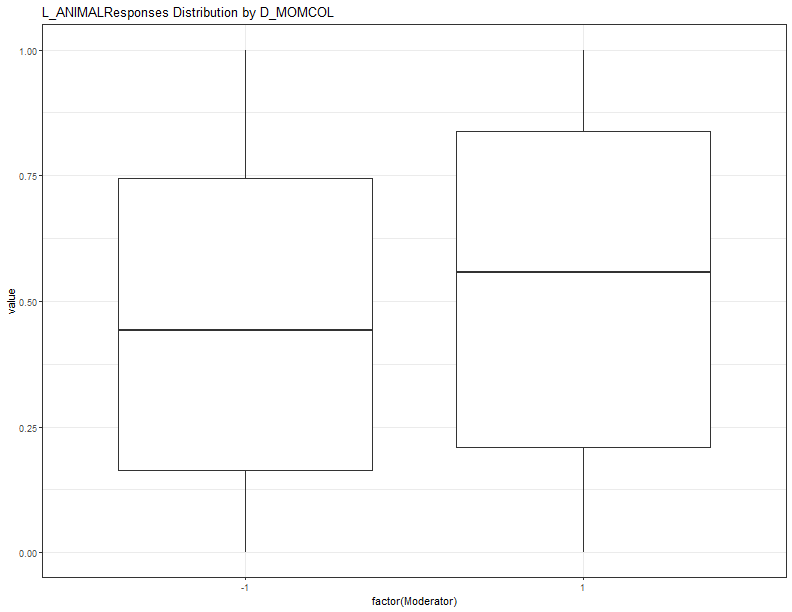 L_ANIMALResponses Distribution by D_MOMCOL
1.00
0.75
0.50
0.25
0.00
value
-1
1
factor(Moderator)